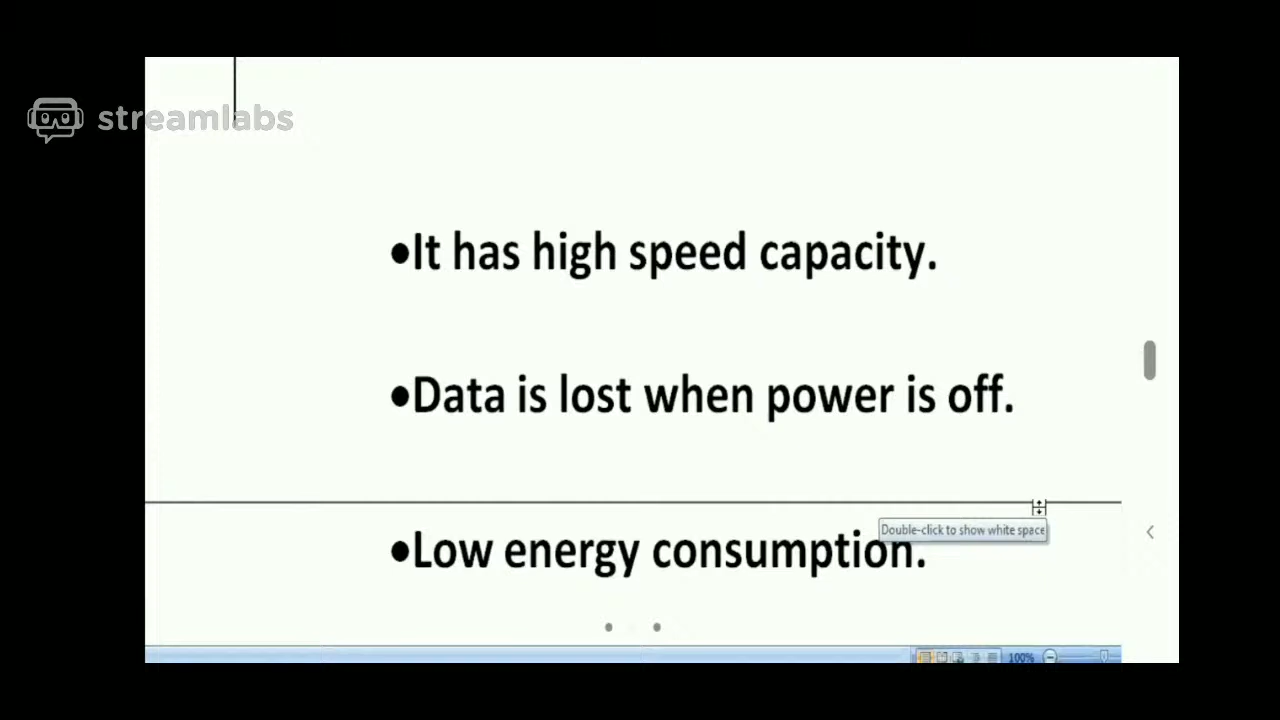 streamlabs
•It has high speed capacity.
•Data is lost when power is off.
Double-click to show white space
•Low energy consumption.
100%